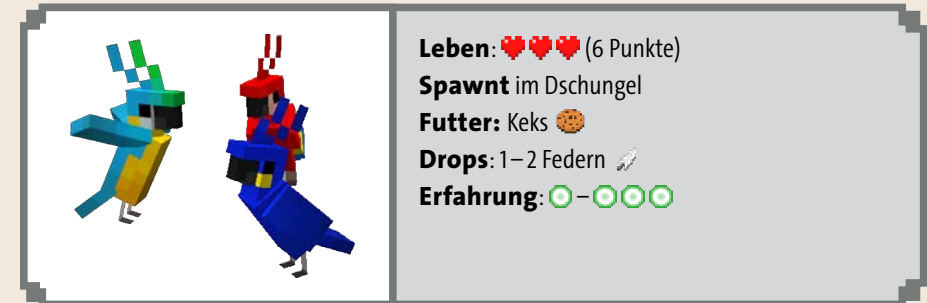 Leben: (6 Punkte)
Spawnt im Dschungel
Futter: Keks
Drops: 1–2 Federn
Erfahrung: –